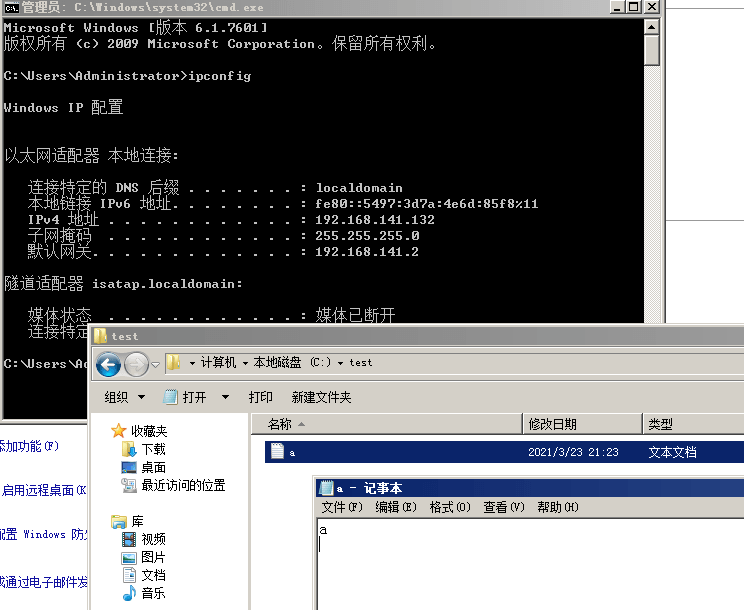 管理员: C:\Windows\system32\cmd.exe
Microsoft Windows [版本 6.1.7601]
版权所有 (c) 2009 Microsoft Corporation。保留所有权利。
C:\Users\Administrator>ipconfig
Windows IP 配置
以太网适配器 本地连接:
连接特定的 DNS 后缀 . . . . . . . : localdomain
本地链接 IPv6 地址. . . . . . . . : fe80::5497:3d7a:4e6d:85f8%11
IPv4 地址 . . . . . . . . . . . . : 192.168.141.132
子网掩码  . . . . . . . . . . . . : 255.255.255.0
默认网关. . . . . . . . . . . . . : 192.168.141.2
隧道适配器 isatap.localdomain:
媒体状态  . . . . . . . . . . . . : 媒体已断开
连接特定
C:\Users\Ad
test
计算机 本地磁盘 (C:) test
组织 打开 打印 新建文件夹
收藏夹
下载
桌面
最近访问的位置
库
视频
图片
文档
音乐
名称 修改日期 类型
a 2021/3/23 21:23 文本文档
a - 记事本
文件(F) 编辑(E) 格式(O) 查看(V) 帮助(H)
a
添加功能(F)
启用远程桌面(K
配置 Windows 防
通过电子邮件发